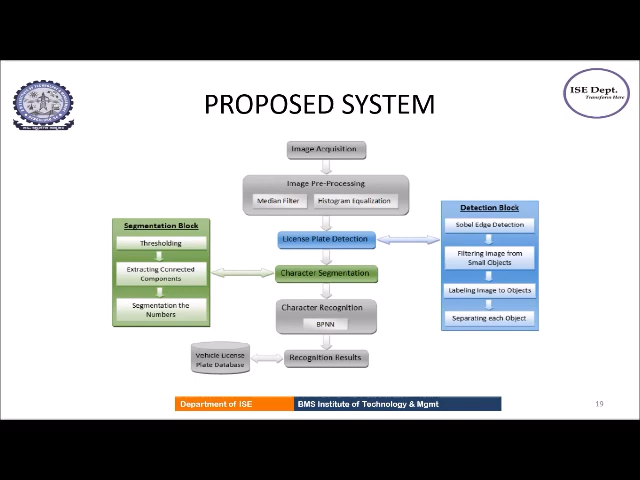 ISE Dept.
Transform Here
PROPOSED SYSTEM
Image Acquisition
Image Pre-Processing
Median Filter
Histogram Equalization
License Plate Detection
Character Segmentation
Character Recognition
BPNN
Recognition Results
Vehicle License
Plate Database
Segmentation Block
Thresholding
Extracting Connected
Components
Segmentation the
Numbers
Detection Block
Sobel Edge Detection
Filtering Image from
Small Objects
Labeling Image to Objects
Separating each Object
Department of ISE
BMS Institute of Technology & Mgmt
19